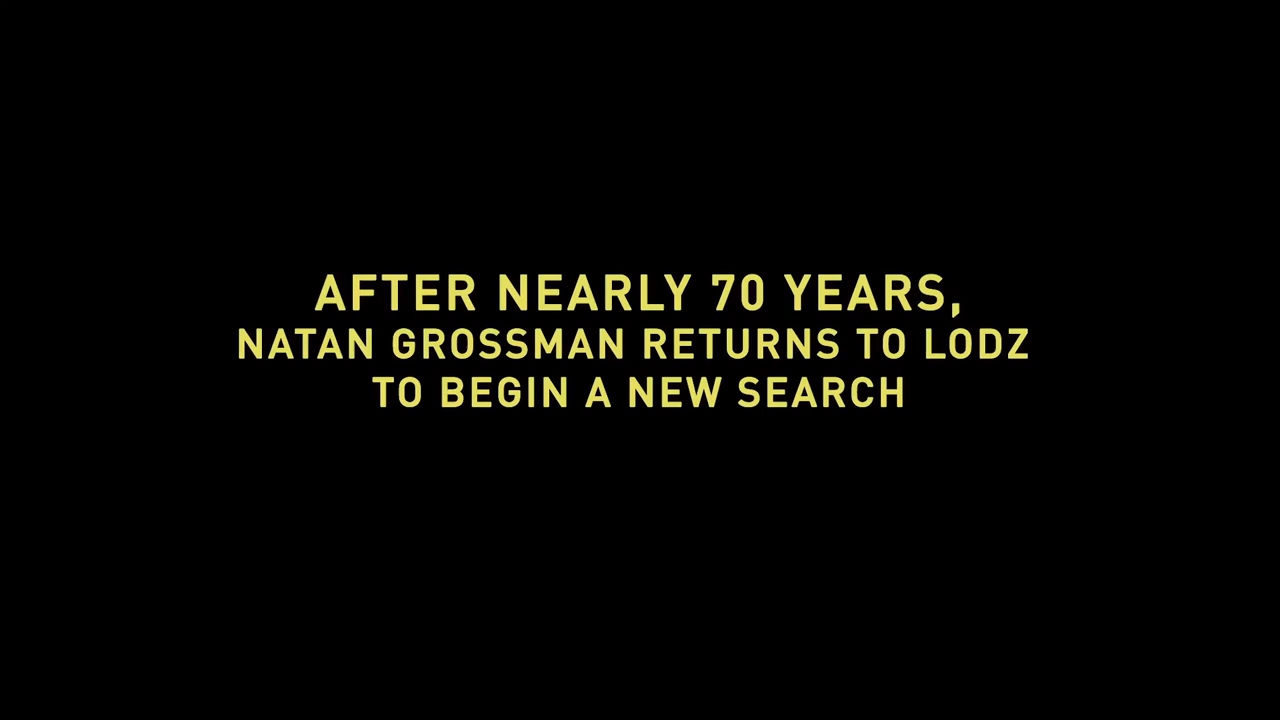 AFTER NEARLY 70 YEARS,
NATAN GROSSMAN RETURNS TO LODZ
TO BEGIN A NEW SEARCH